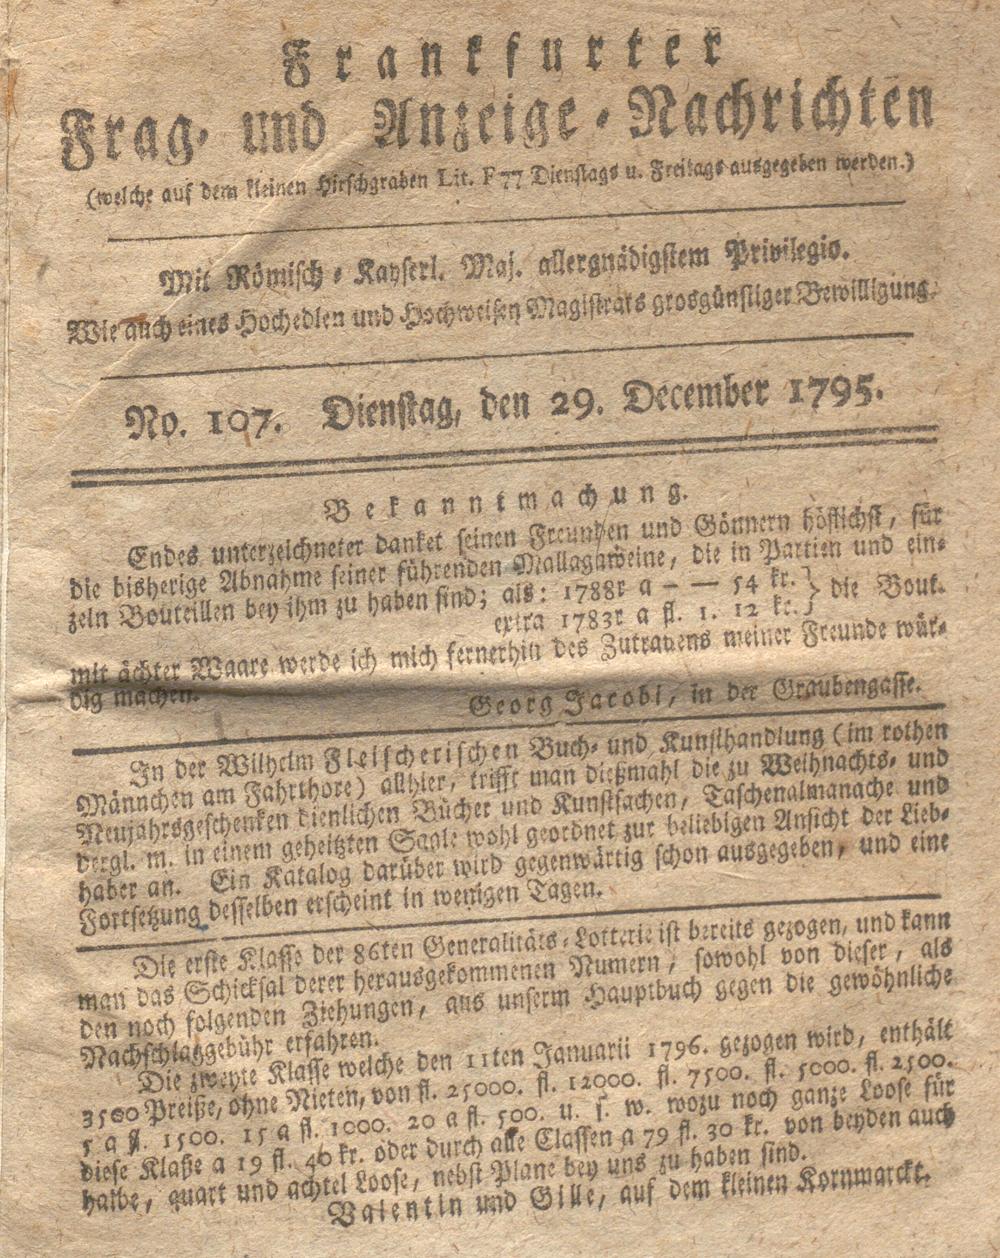 Frankfurter
Frag- und Anzeige-Nachrichten
(welche auf dem kleinen Hirschgraben Lit. F 77 Dienstags u. Freitags ausgegeben werden.)
Mit Römisch-Kayserl. Maj. allergnädigstem Privilegio.
Wie auch eines Hochedlen und Hochweisen Magistrats grosgünstiger Bewilligung.
No. 107. Dienstag, den 29. December 1795.
Bekanntmachung.
Endes unterzeichneter danket seinen Freunden und Gönnern höflichst, für
die bisherige Abnahme seiner führenden Mallagaweine, die in Partien und ein-
zeln Bouteillen bey ihm zu haben sind; als: 1788r a – — 54 kr. } die Bout.
extra 1783r a fl. 1. 12 kr.
mit ächter Waare werde ich mich fernerhin des Zutrauens meiner Freunde wür-
dig machen.
Georg Jacobi, in der Graubengasse.
In der Wilhelm Fleischerischen Buch- und Kunsthandlung (im rothen
Männchen am Fahrthore) allhier, trifft man dießmahl die zu Weihnachts- und
Neujahrsgeschenken dienlichen Bücher und Kunstsachen, Taschenalmanache und
dergl. m. in einem geheitzten Saale wohl geordnet zur beliebigen Ansicht der Lieb-
haber an. Ein Katalog darüber wird gegenwärtig schon ausgegeben, und eine
Fortsetzung desselben erscheint in wenigen Tagen.
Die erste Klasse der 86ten Generalitäts-Lotterie ist bereits gezogen, und kann
man das Schicksal derer herausgekommenen Numern, sowohl von dieser, als
den noch folgenden Ziehungen, aus unserm Hauptbuch gegen die gewöhnliche
Nachschlaggebühr erfahren.
Die zweyte Klasse welche den 11ten Januarii 1796. gezogen wird, enthält
3500 Preiße, ohne Nieten, von fl. 25000. fl. 12000. fl. 7500. fl. 5000. fl. 2500.
5 a fl. 1500. 15 a fl. 1000. 20 a fl. 500. u. s. w. wozu noch ganze Loose für
diese Klaße a 19 fl. 40 kr. oder durch alle Classen a 79 fl. 30 kr. von beyden auch
halbe, quart und achtel Loose, nebst Plane bey uns zu haben sind.
Valentin und Gille, auf dem kleinen Kornmarckt.